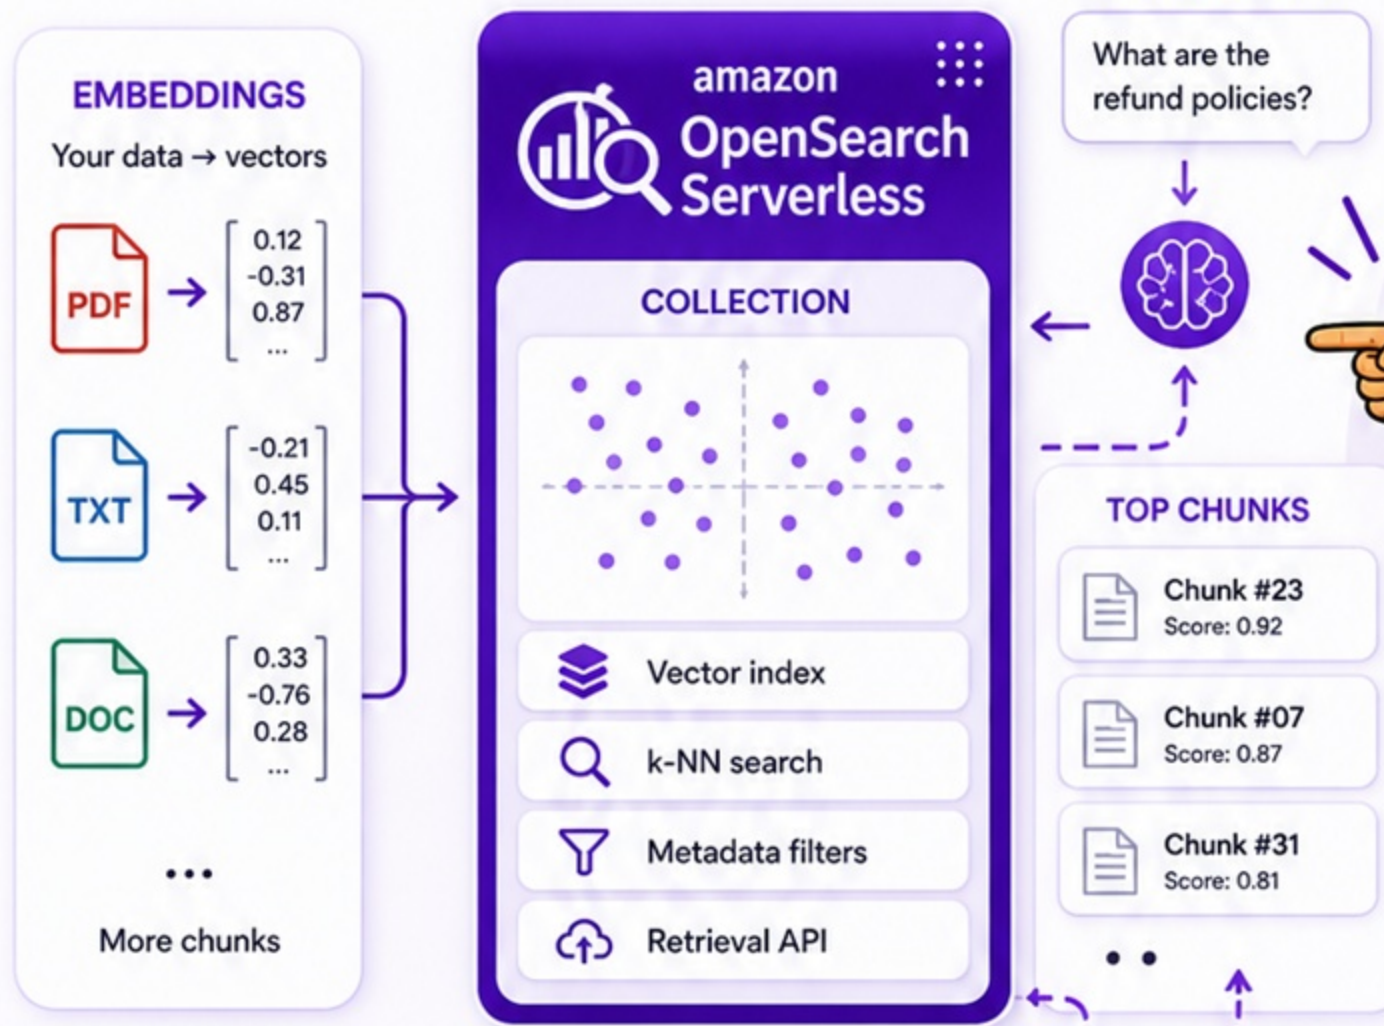 EMBEDDINGS
Your data → vectors
PDF
0.12
-0.31
0.87
...
TXT
-0.21
0.45
0.11
...
DOC
0.33
-0.76
0.28
...
...
More chunks
amazon
OpenSearch
Serverless
COLLECTION
Vector index
k-NN search
Metadata filters
Retrieval API
What are the
refund policies?
TOP CHUNKS
Chunk #23
Score: 0.92
Chunk #07
Score: 0.87
Chunk #31
Score: 0.81